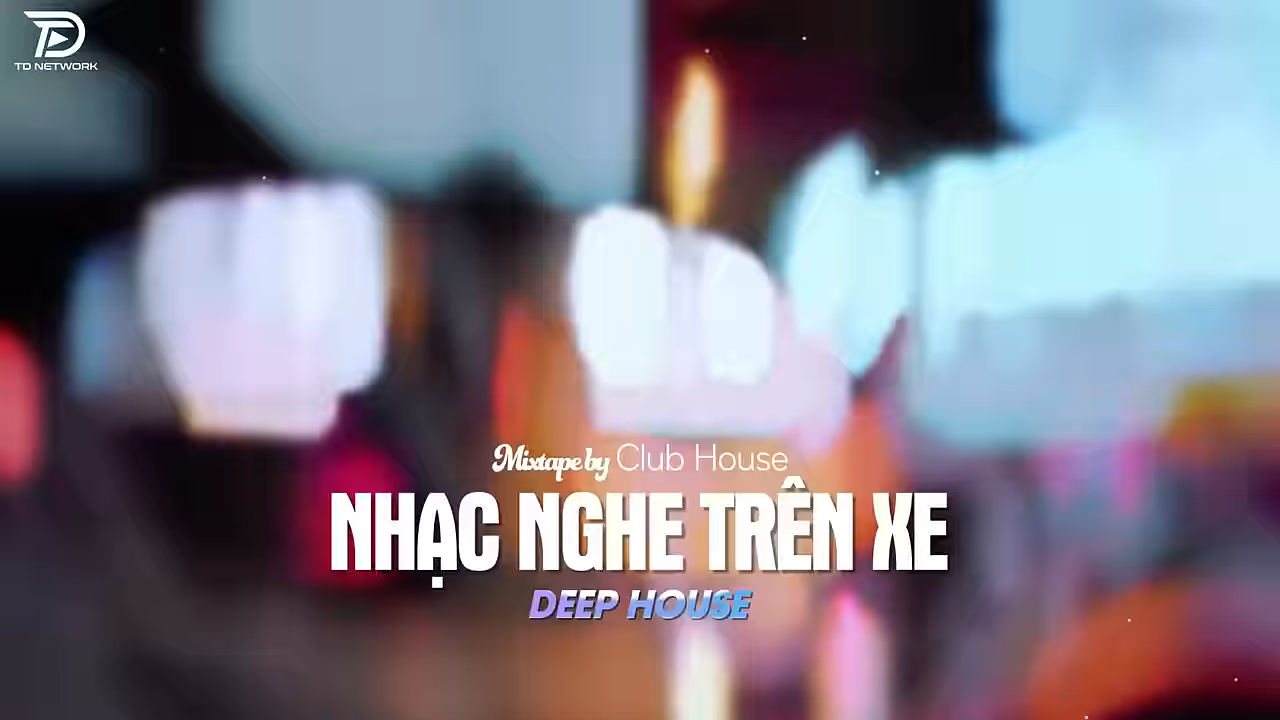 TD NETWORK
Mixtape by Club House
NHẠC NGHE TRÊN XE
DEEP HOUSE